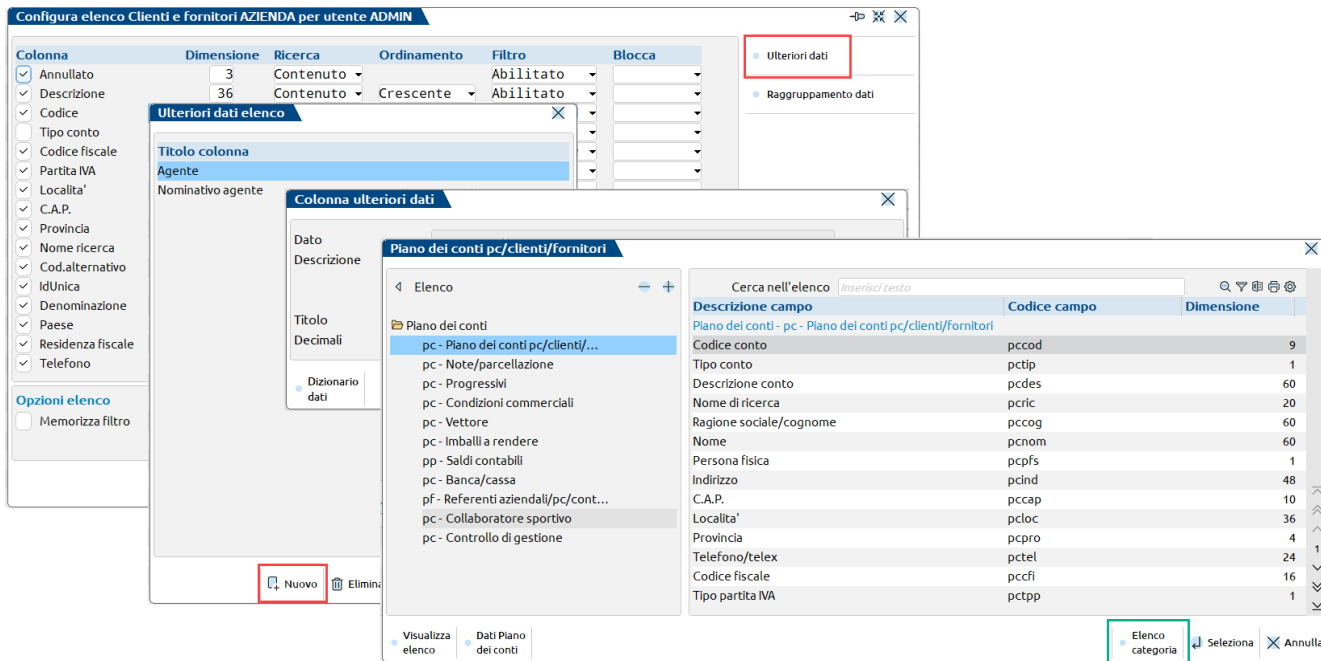 Configura elenco Clienti e fornitori AZIENDA per utente ADMIN
Colonna Dimensione Ricerca Ordinamento Filtro Blocca
Annullato 3 Contenuto Abilitato
Descrizione 36 Contenuto Crescente Abilitato
Codice
Tipo conto
Codice fiscale
Partita IVA
Localita'
C.A.P.
Provincia
Nome ricerca
Cod.alternativo
IdUnica
Denominazione
Paese
Residenza fiscale
Telefono
Opzioni elenco
Memorizza filtro
Ulteriori dati
Raggruppamento dati
Ulteriori dati elenco
Titolo colonna
Agente
Nominativo agente
Nuovo
Elimina
Colonna ulteriori dati
Dato
Descrizione
Titolo
Decimali
Dizionario
dati
Piano dei conti pc/clienti/fornitori
Elenco
Piano dei conti
pc - Piano dei conti pc/clienti/...
pc - Note/parcellazione
pc - Progressivi
pc - Condizioni commerciali
pc - Vettore
pc - Imballi a rendere
pp - Saldi contabili
pc - Banca/cassa
pf - Referenti aziendali/pc/cont...
pc - Collaboratore sportivo
pc - Controllo di gestione
Cerca nell'elenco Inserisci testo
Descrizione campo Codice campo Dimensione
Piano dei conti - pc - Piano dei conti pc/clienti/fornitori
Codice conto pccod 9
Tipo conto pctip 1
Descrizione conto pcdes 60
Nome di ricerca pcric 20
Ragione sociale/cognome pccog 60
Nome pcnom 60
Persona fisica pcpfs 1
Indirizzo pcind 48
C.A.P. pccap 10
Localita' pcloc 36
Provincia pcpro 4
Telefono/telex pctel 24
Codice fiscale pccfi 16
Tipo partita IVA pctpp 1
1
Visualizza
elenco
Dati Piano
dei conti
Elenco
categoria
Seleziona
Annulla